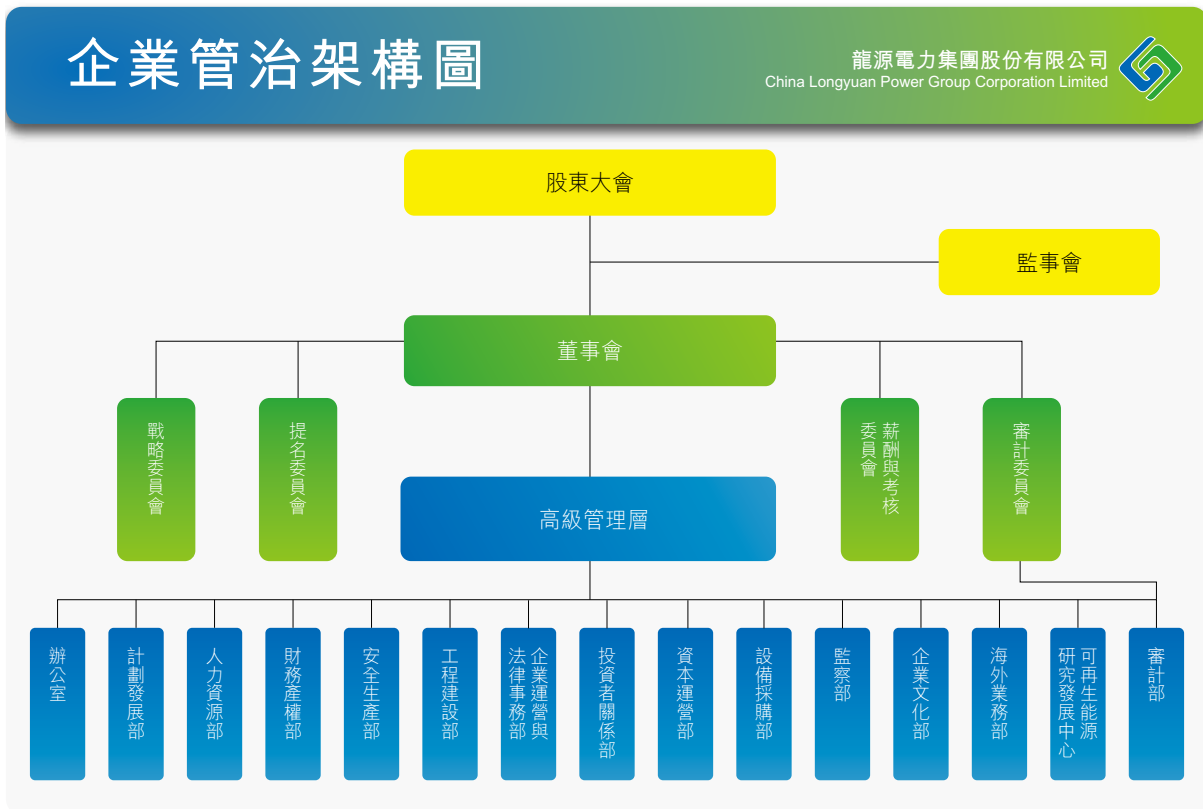 企業管治架構圖
龍源電力集團股份有限公司
China Longyuan Power Group Corporation Limited
股東大會
監事會
董事會
戰略委員會
提名委員會
薪酬與考核
委員會
審計委員會
高級管理層
辦公室
計劃發展部
人力資源部
財務產權部
安全生產部
工程建設部
企業運營與
法律事務部
投資者關係部
資本運營部
設備採購部
監察部
企業文化部
海外業務部
可再生能源
研究發展中心
審計部